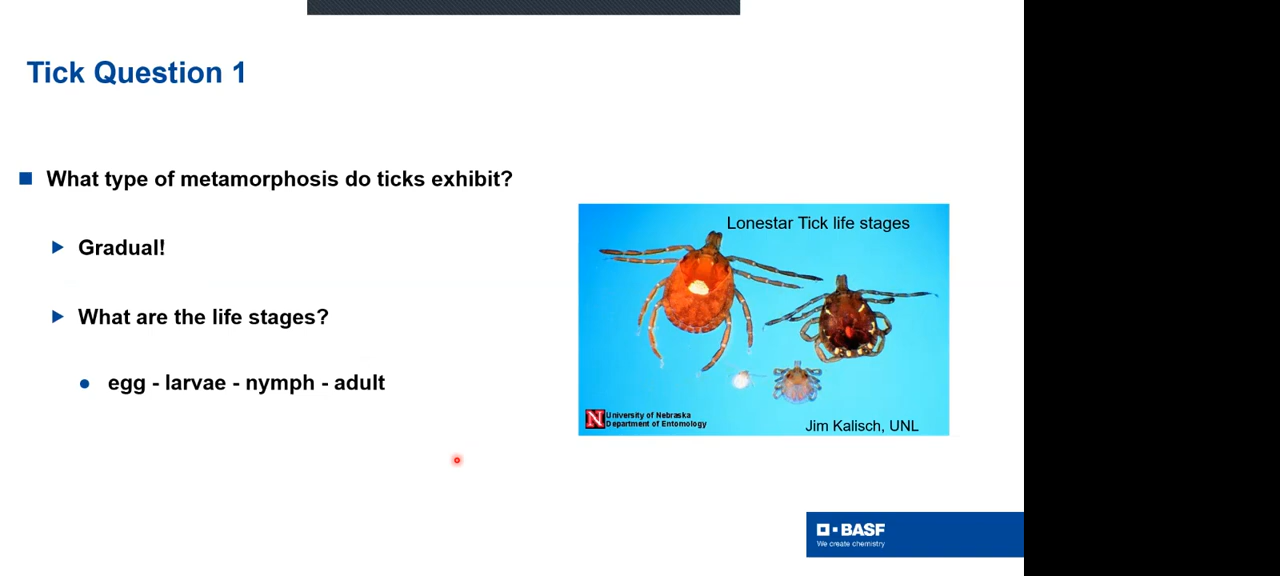 Tick Question 1
What type of metamorphosis do ticks exhibit?
Gradual!
What are the life stages?
egg - larvae - nymph - adult
Lonestar Tick life stages
N University of Nebraska
Department of Entomology
Jim Kalisch, UNL
BASF
We create chemistry